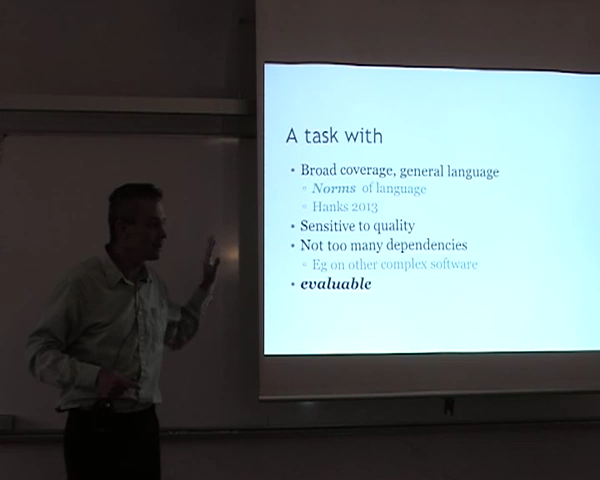 A task with
• Broad coverage, general language
▫ Norms of language
▫ Hanks 2013
• Sensitive to quality
• Not too many dependencies
▫ Eg on other complex software
• evaluable